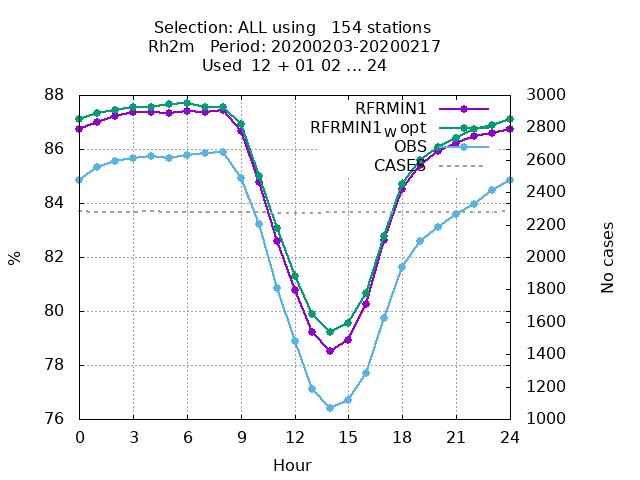 Selection: ALL using 154 stations
Rh2m Period: 20200203-20200217
Used 12 + 01 02 ... 24
88 3000
RFRMIN1
RFRMIN1W opt
OBS
CASES
2800
86
2600
84
2400
2200
82 2000
% No cases
80
1800
1600
78
1400
1200
76 1000
0 3 6 9 12 15 18 21 24
Hour